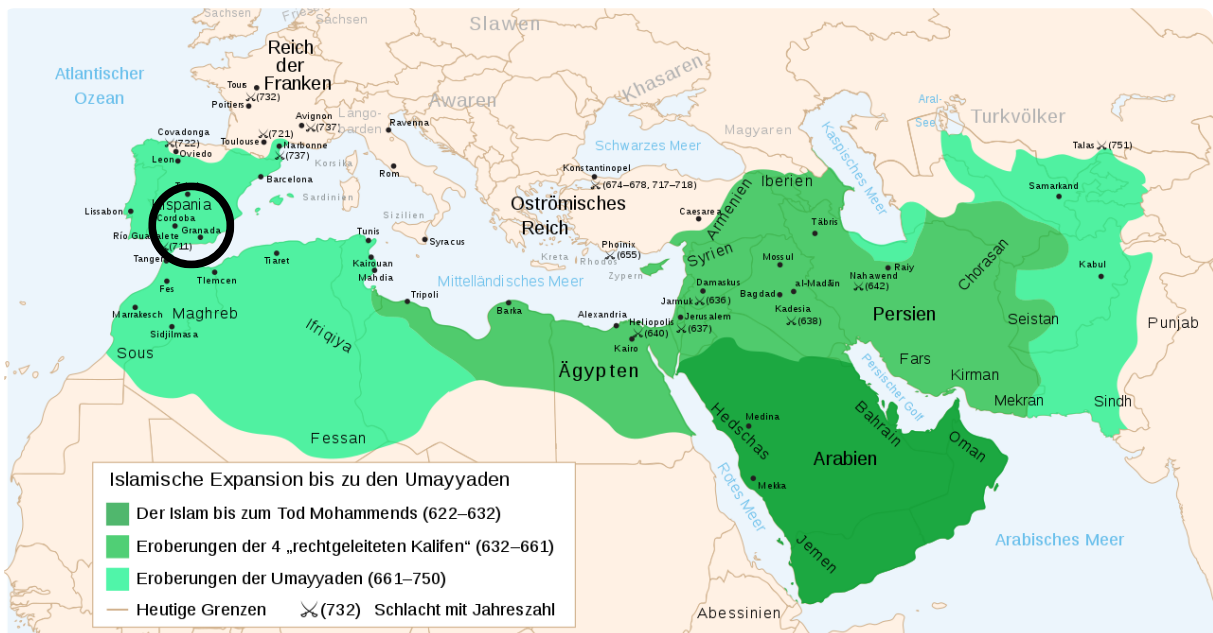 Sachsen
Friesen
Sachsen
Slawen
Reich
der
Franken
Atlantischer
Ozean
Khasaren
Tours
Poitiers
(732)
Awaren
Aral-
See
Turkvölker
Lango-
barden
Avignon
(737)
Ravenna
Magyaren
Kaspisches Meer
Covadonga
(722)
Oviedo
Leon
(721)
Toulouse
Narbonne
(737)
Schwarzes Meer
Talas
(751)
Korsika
Rom
Konstantinopel
(674–678, 717–718)
Barcelona
Iberien
Armenien
Samarkand
Sardinien
Hispania
Oströmisches
Reich
Lissabon
Cordoba
Granada
Río Guadalete
(711)
Sizilien
Syracus
Caesarea
Täbris
Tanger
Tunis
Kairouan
Mahdia
Tiaret
Tlemcen
Fes
Phoinix
(655)
Kreta
Rhodos
Zypern
Syrien
Mossul
Chorasan
Raiy
Nahawend
(642)
Kabul
Mittelländisches Meer
Damaskus
Jarmuk
(636)
Bagdad
al-Madāin
Kadesia
(638)
Marrakesch
Maghreb
Sidjilmasa
Tripoli
Barka
Alexandria
Heliopolis
(640)
Kairo
Jerusalem
(637)
Persien
Seistan
Punjab
Sous
Ifriqiya
Ägypten
Fars
Kirman
Persischer Golf
Mekran
Sindh
Fessan
Hedschas
Medina
Mekka
Arabien
Bahrain
Oman
Rotes Meer
Jemen
Arabisches Meer
Abessinien
Islamische Expansion bis zu den Umayyaden
Der Islam bis zum Tod Mohammends (622–632)
Eroberungen der 4 „rechtgeleiteten Kalifen“ (632–661)
Eroberungen der Umayyaden (661–750)
Heutige Grenzen
(732) Schlacht mit Jahreszahl